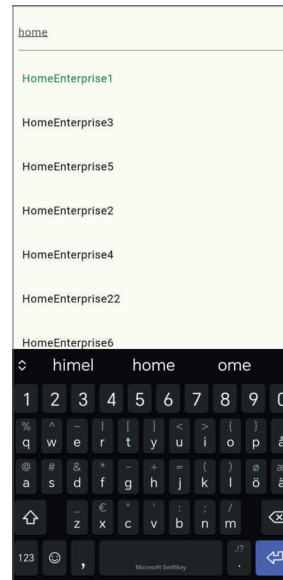 home
HomeEnterprise1
HomeEnterprise3
HomeEnterprise5
HomeEnterprise2
HomeEnterprise4
HomeEnterprise22
HomeEnterprise6
himel home ome
1 2 3 4 5 6 7 8 9 0
% ^ ~ | [ ] < > { }
q w e r t y u i o p å
@ # & * - + = ( ) ø æ
a s d f g h j k l ö ä
_ € " ' : ; /
z x c v b n m
123 , Microsoft SwiftKey !? .